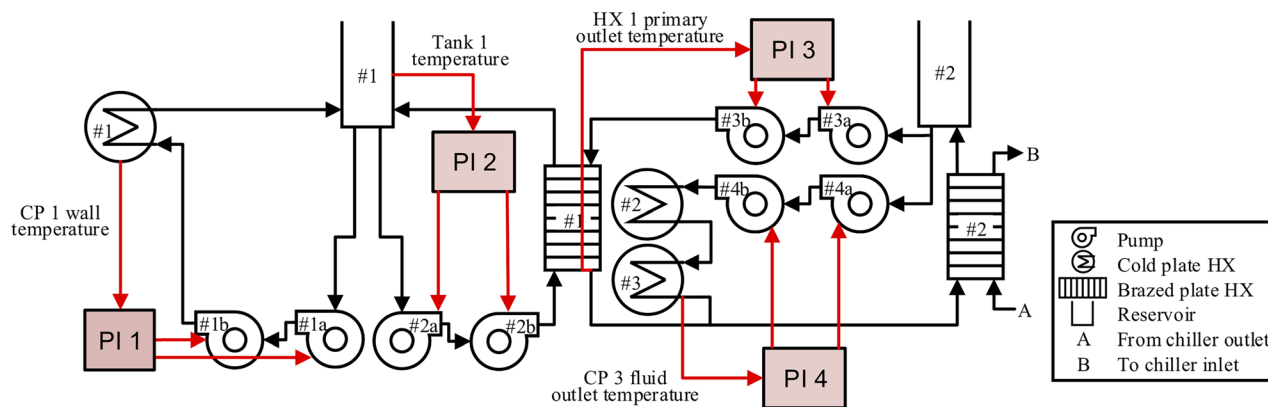 HX 1 primary
outlet temperature
Tank 1
temperature
PI 3
#1
#2
#1
#3b
#3a
PI 2
B
#4b
#4a
#2
#1
#2
CP 1 wall
temperature
#3
Pump
Cold plate HX
Brazed plate HX
Reservoir
A From chiller outlet
B To chiller inlet
A
#1b
#1a
#2a
#2b
PI 1
CP 3 fluid
outlet temperature
PI 4